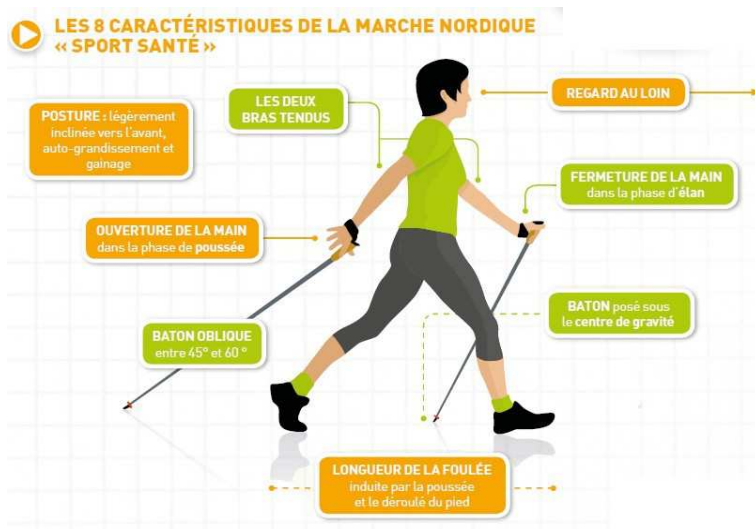 LES 8 CARACTÉRISTIQUES DE LA MARCHE NORDIQUE
« SPORT SANTÉ »
POSTURE : légèrement
inclinée vers l'avant,
auto-grandissement et
gainage
LES DEUX
BRAS TENDUS
REGARD AU LOIN
FERMETURE DE LA MAIN
dans la phase d'élan
OUVERTURE DE LA MAIN
dans la phase de poussée
BATON OBLIQUE
entre 45° et 60 °
BATON posé sous
le centre de gravité
LONGUEUR DE LA FOULÉE
induite par la poussée
et le déroulé du pied